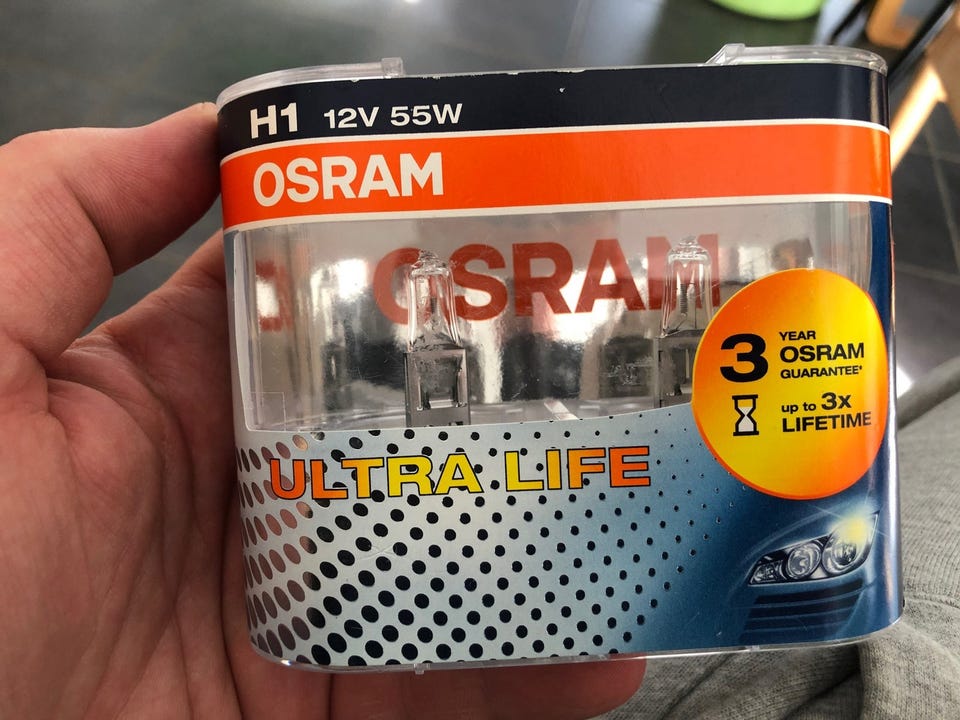 H1 12V 55W
OSRAM
OSRAM
3 YEAR
OSRAM
GUARANTEE*
up to 3x
LIFETIME
ULTRA LIFE